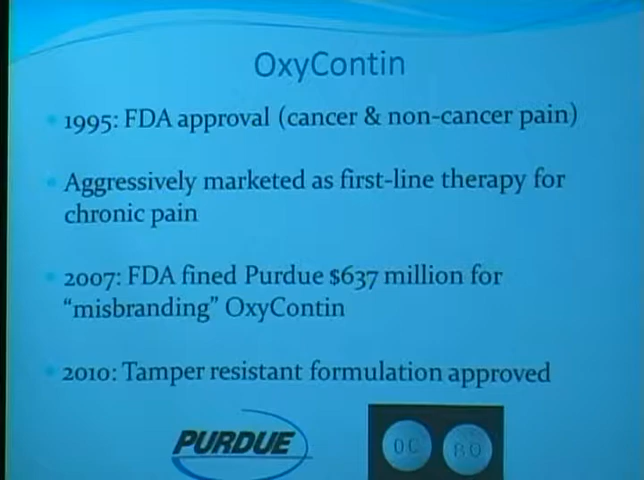 OxyContin
1995: FDA approval (cancer & non-cancer pain)
Aggressively marketed as first-line therapy for
chronic pain
2007: FDA fined Purdue $637 million for
“misbranding” OxyContin
2010: Tamper resistant formulation approved
PURDUE
OC 80